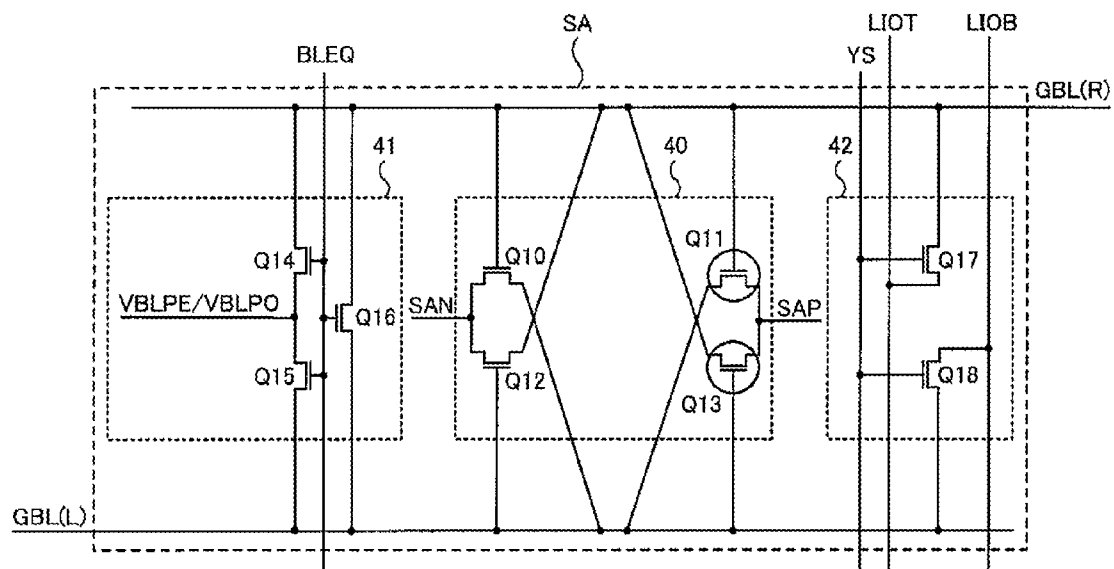 SA
LIOT
LIOB
BLEQ
YS
GBL(R)
41
40
42
Q14
Q10
Q11
Q17
VBLPE/VBLPO
Q16
SAN
SAP
Q15
Q12
Q13
Q18
GBL(L)